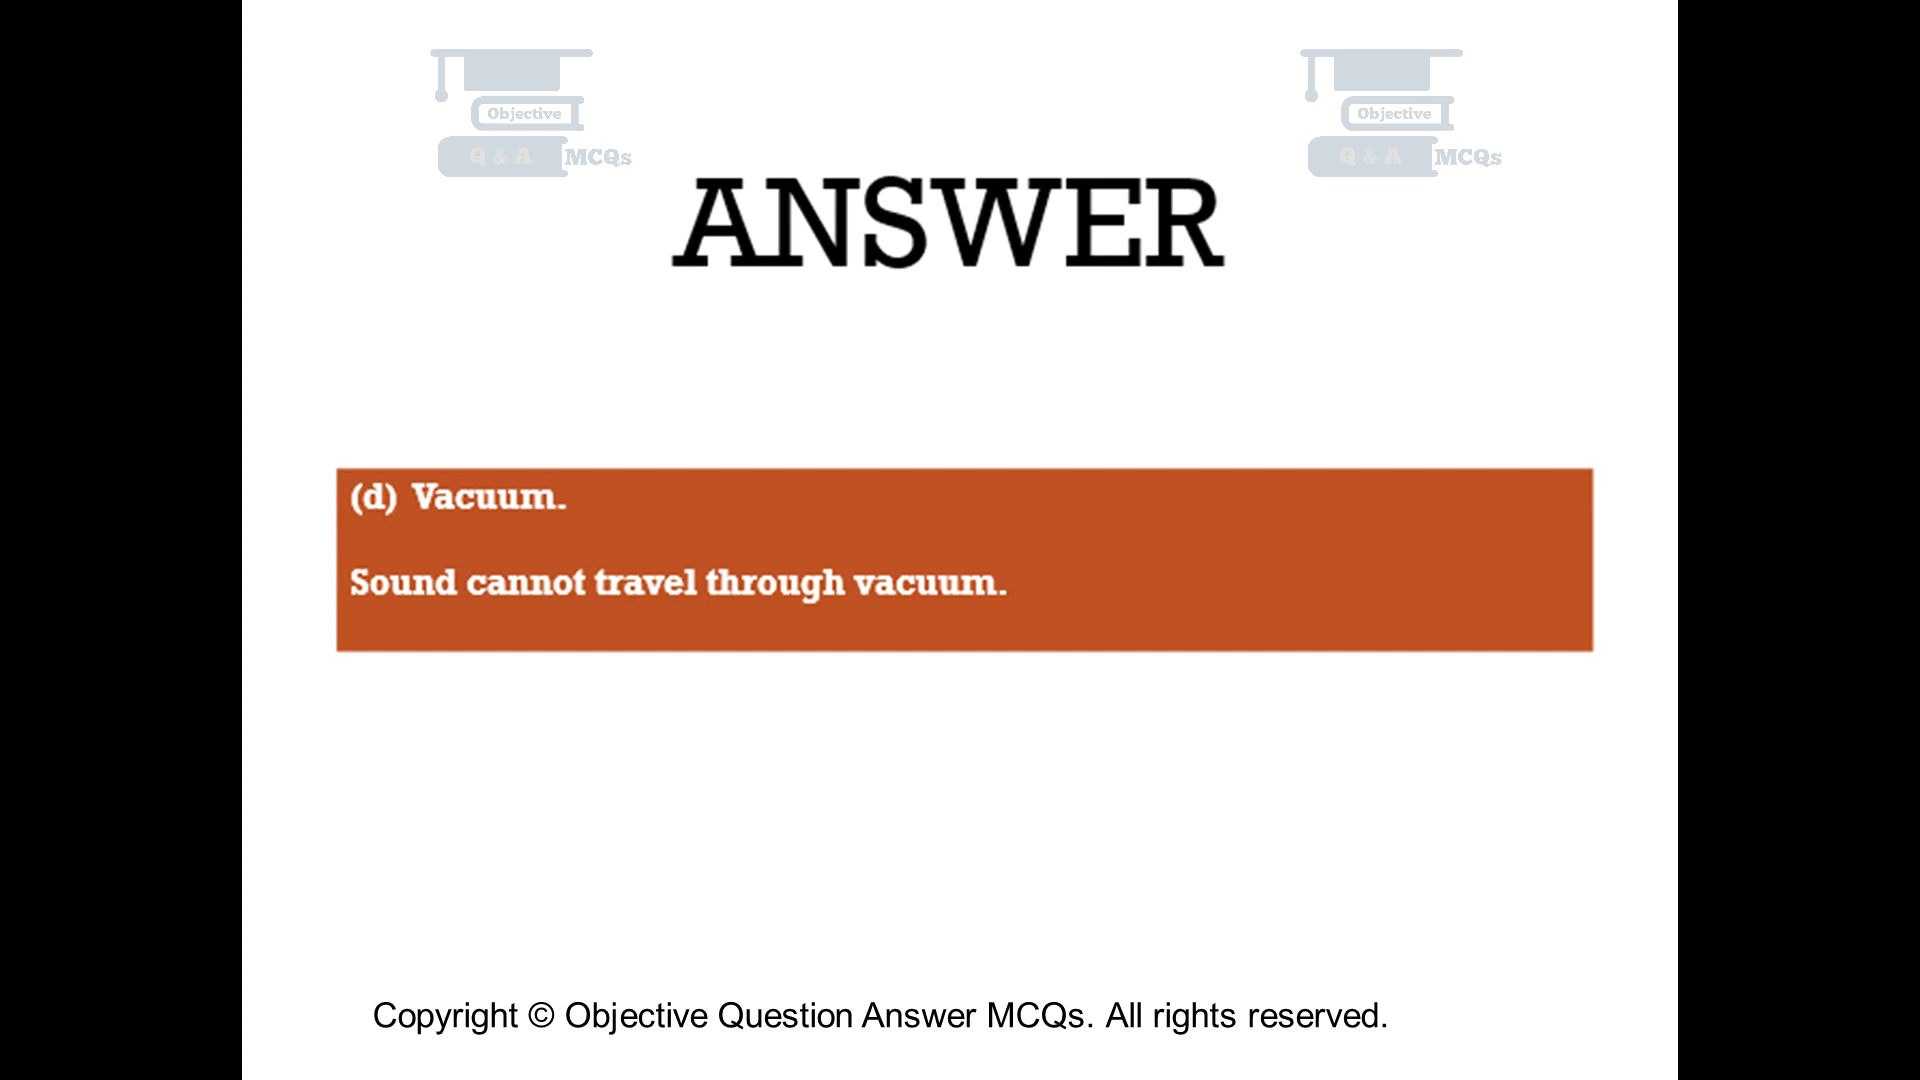 Objective
Q & A MCQs
Objective
Q & A MCQs
ANSWER
(d) Vacuum.
Sound cannot travel through vacuum.
Copyright © Objective Question Answer MCQs. All rights reserved.